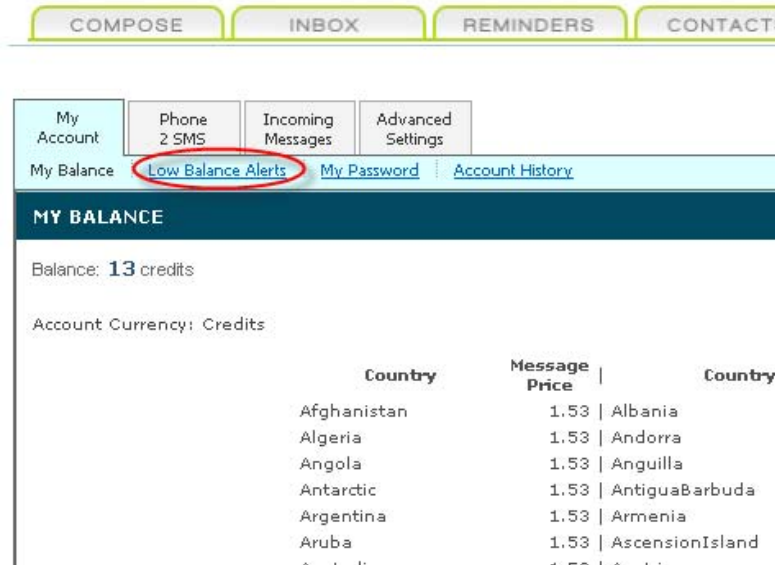 COMPOSE INBOX REMINDERS CONTACT
My Account Phone 2 SMS Incoming Messages Advanced Settings
My Balance Low Balance Alerts My Password Account History
MY BALANCE
Balance: 13 credits
Account Currency: Credits
Country Message Price | Country
Afghanistan 1.53 | Albania
Algeria 1.53 | Andorra
Angola 1.53 | Anguilla
Antarctic 1.53 | AntiguaBarbuda
Argentina 1.53 | Armenia
Aruba 1.53 | AscensionIsland